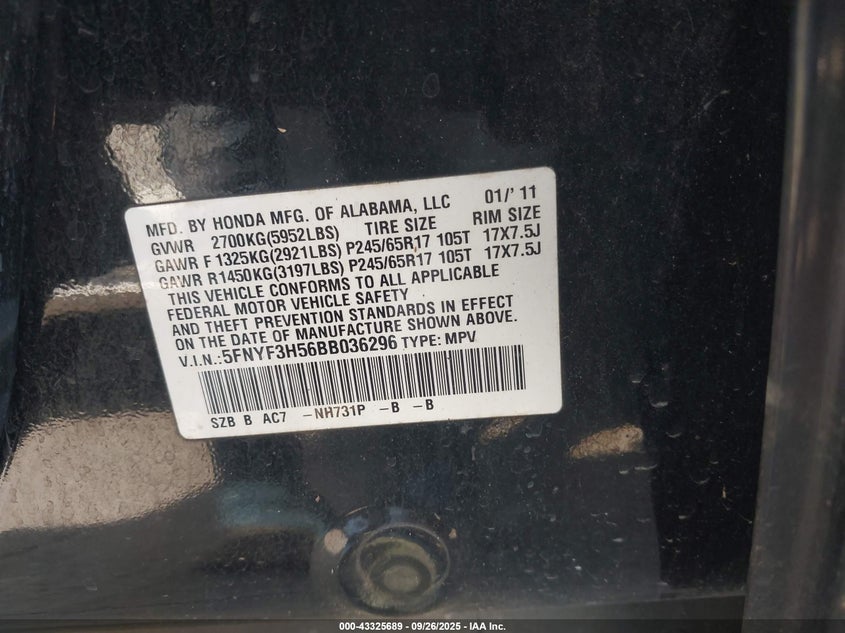 MFD. BY HONDA MFG. OF ALABAMA, LLC 01/' 11
GVWR 2700KG(5952LBS) TIRE SIZE RIM SIZE
GAWR F 1325KG(2921LBS) P245/65R17 105T 17X7.5J
GAWR R1450KG(3197LBS) P245/65R17 105T 17X7.5J
THIS VEHICLE CONFORMS TO ALL APPLICABLE
FEDERAL MOTOR VEHICLE SAFETY
AND THEFT PREVENTION STANDARDS IN EFFECT
ON THE DATE OF MANUFACTURE SHOWN ABOVE.
V.I.N.:5FNYF3H56BB036296 TYPE: MPV
SZB B AC7 -NH731P -B -B
000-43325689 - 09/26/2025 - IAA Inc.